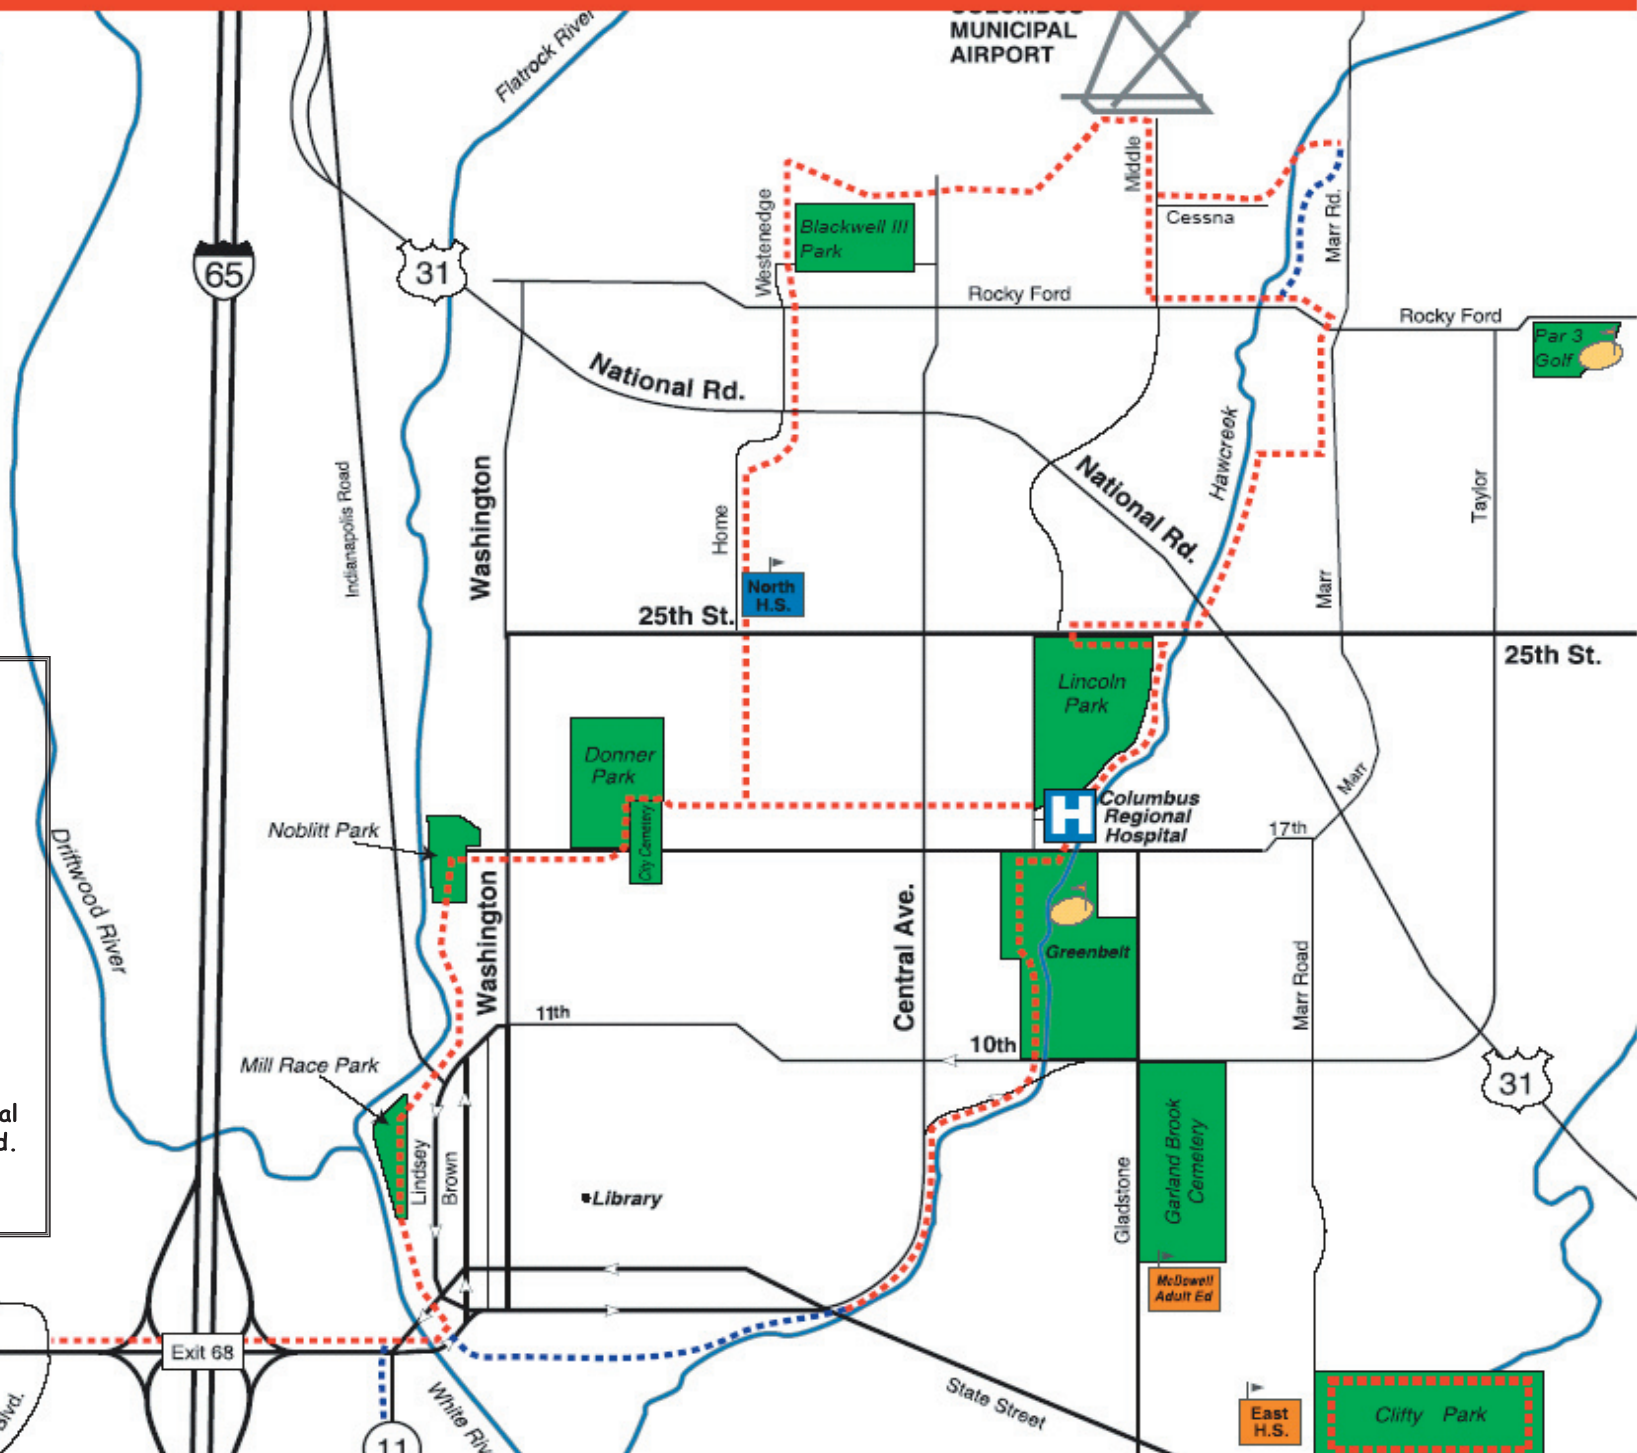 COLUMBUS
MUNICIPAL
AIRPORT
Flatrock River
Middle
Cessna
Marr Rd.
Westenedge
Blackwell III
Park
65
31
Rocky Ford
Rocky Ford
Par 3
Golf
National Rd.
Hawcreek
National Rd.
Indianapolis Road
Washington
Home
Taylor
North
H.S.
Marr
25th St.
25th St.
Lincoln
Park
Donner
Park
City Cemetery
Columbus
Regional
Hospital
H
Marr
17th
Noblitt Park
Driftwood River
Washington
Central Ave.
Greenbelt
Marr Road
11th
10th
Mill Race Park
31
al
d.
Lindsey
Brown
Library
Gladstone
Garland Brook
Cemetery
McDowell
Adult Ed
Exit 68
Blvd.
White Riv
11
State Street
East
H.S.
Clifty Park